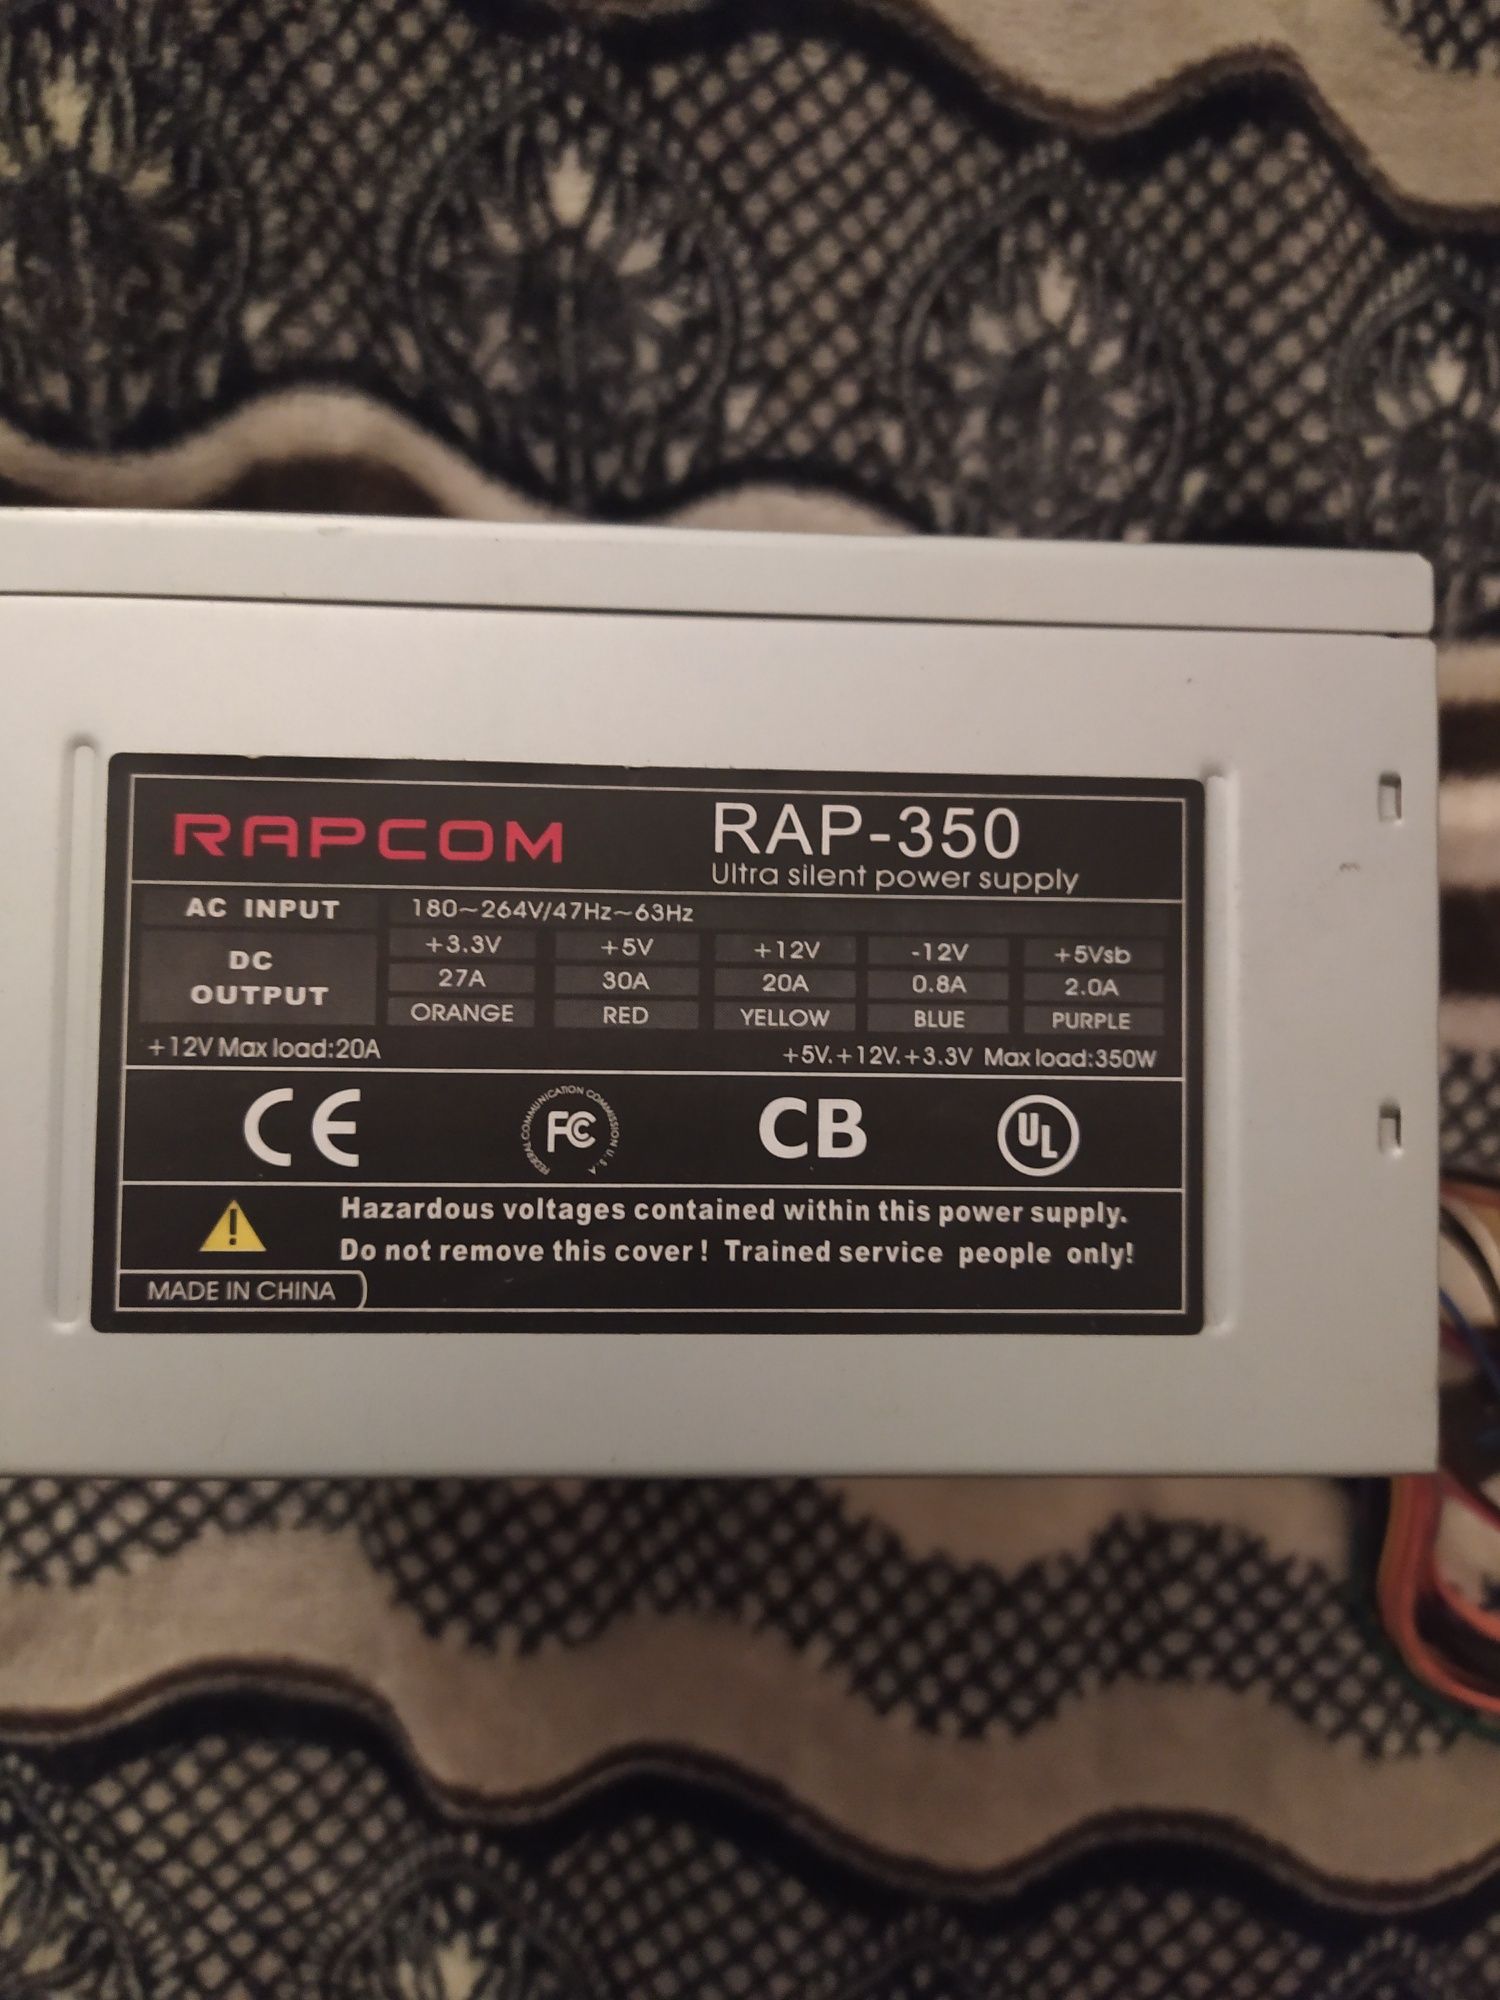 RAPCOM RAP-350
Ultra silent power supply
AC INPUT 180~264V/47Hz~63Hz
DC OUTPUT +3.3V +5V +12V -12V +5Vsb
27A 30A 20A 0.8A 2.0A
ORANGE RED YELLOW BLUE PURPLE
+12V Max load:20A +5V.+12V.+3.3V Max load:350W
CE FC CB UL
FEDERAL COMMUNICATION COMMISSION U.S.A
Hazardous voltages contained within this power supply.
! Do not remove this cover! Trained service people only!
MADE IN CHINA